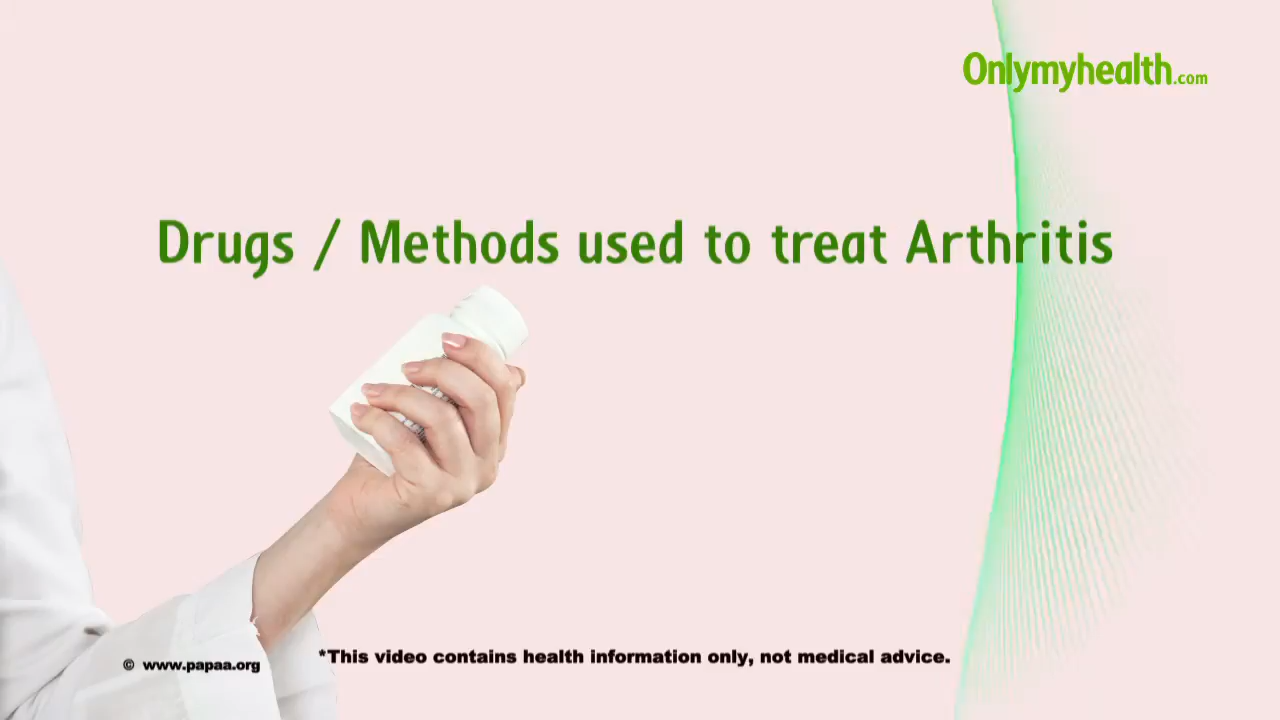 Onlymyhealth.com
Drugs / Methods used to treat Arthritis
*This video contains health information only, not medical advice.
© www.papaa.org